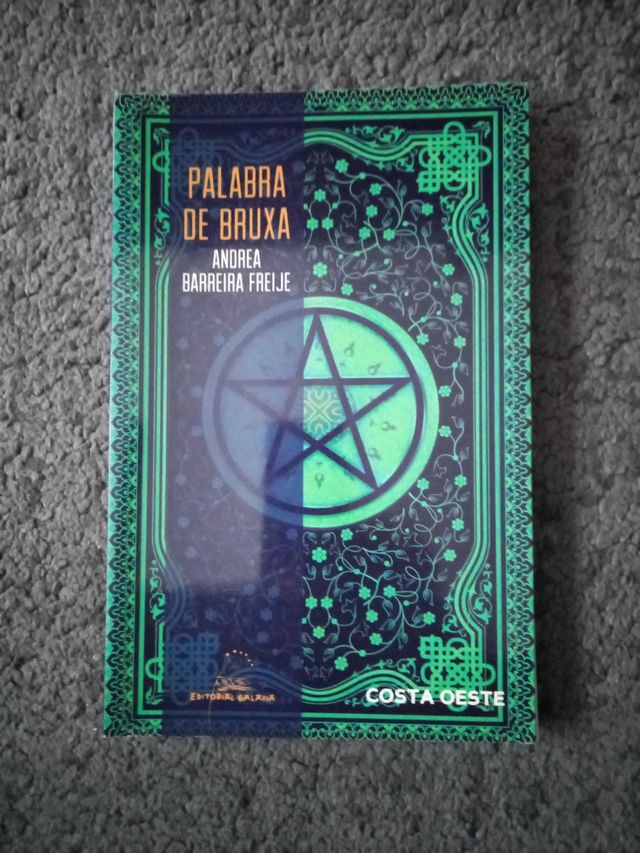 PALABRA
DE BRUXA
ANDREA
BARREIRA FREIJE
EDITORIAL GALAXIA
COSTA OESTE